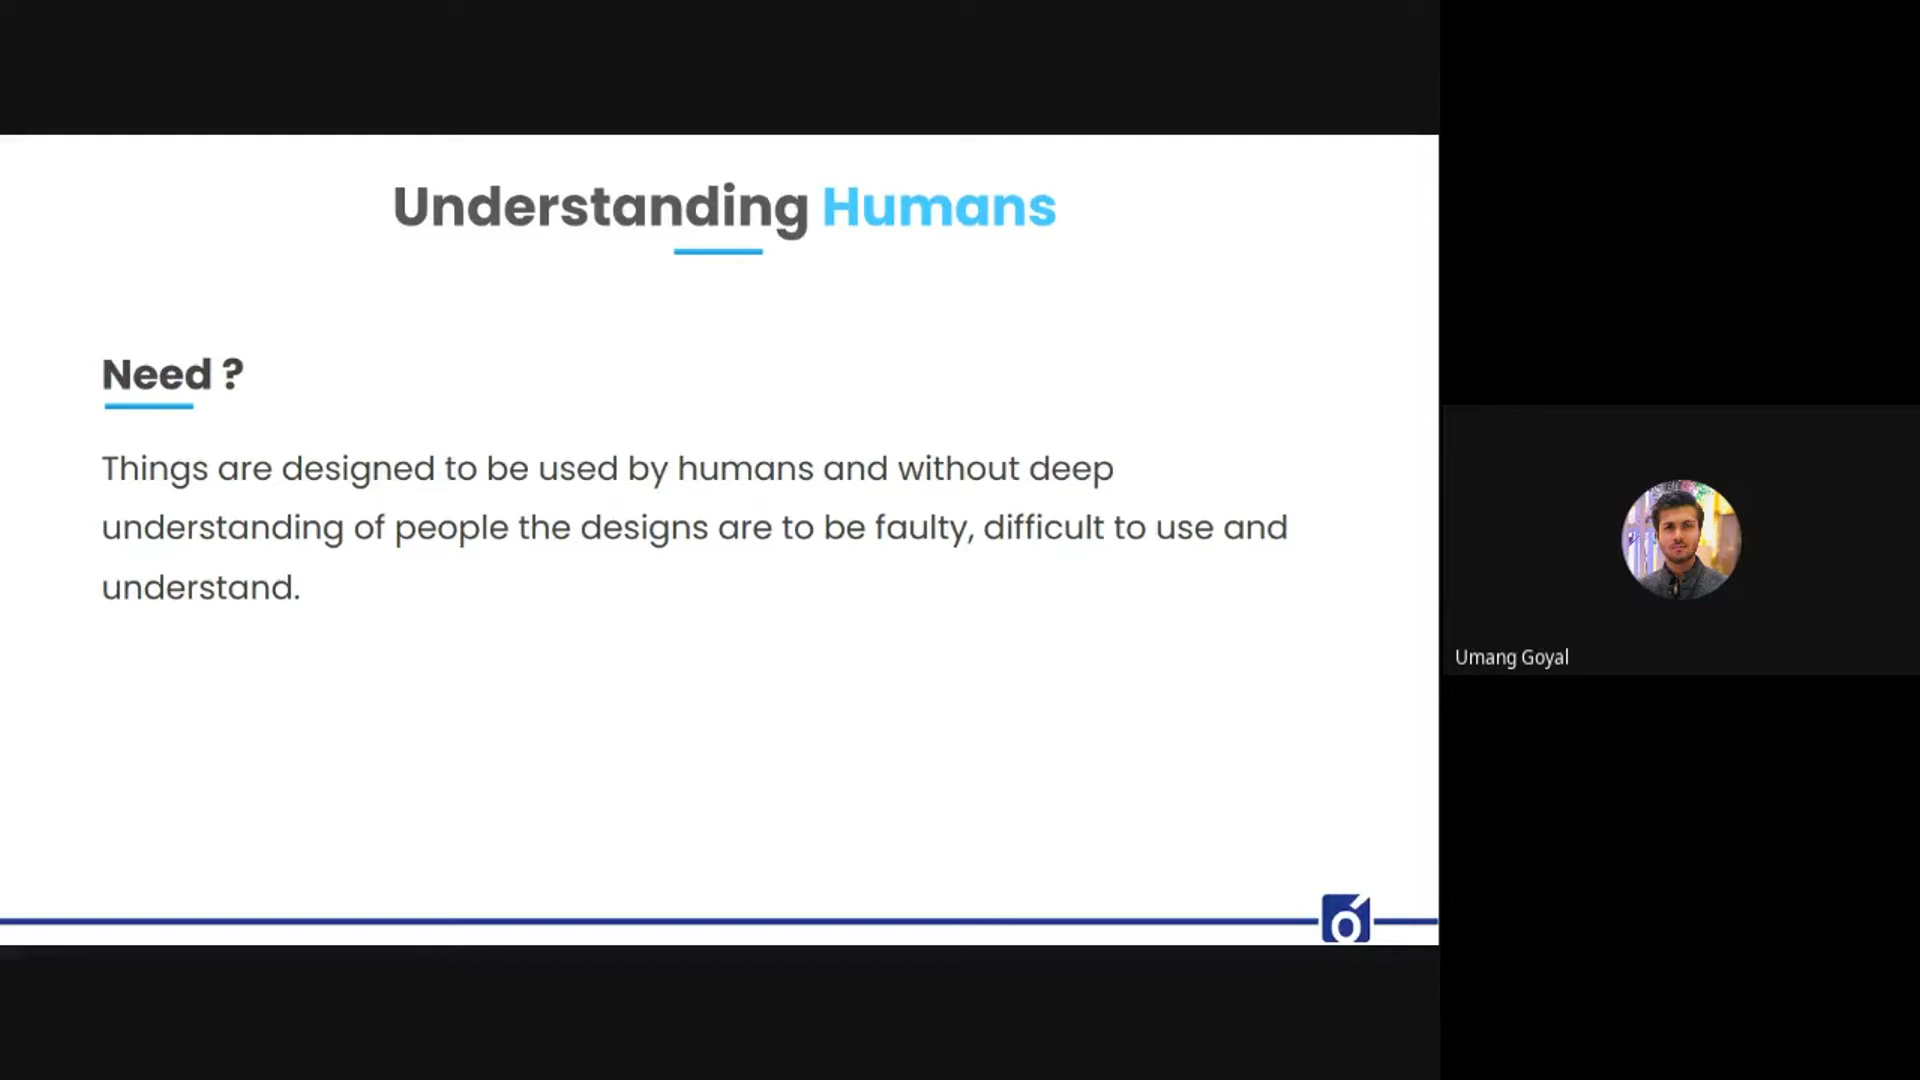 Understanding Humans
Need ?
Things are designed to be used by humans and without deep
understanding of people the designs are to be faulty, difficult to use and
understand.
Umang Goyal